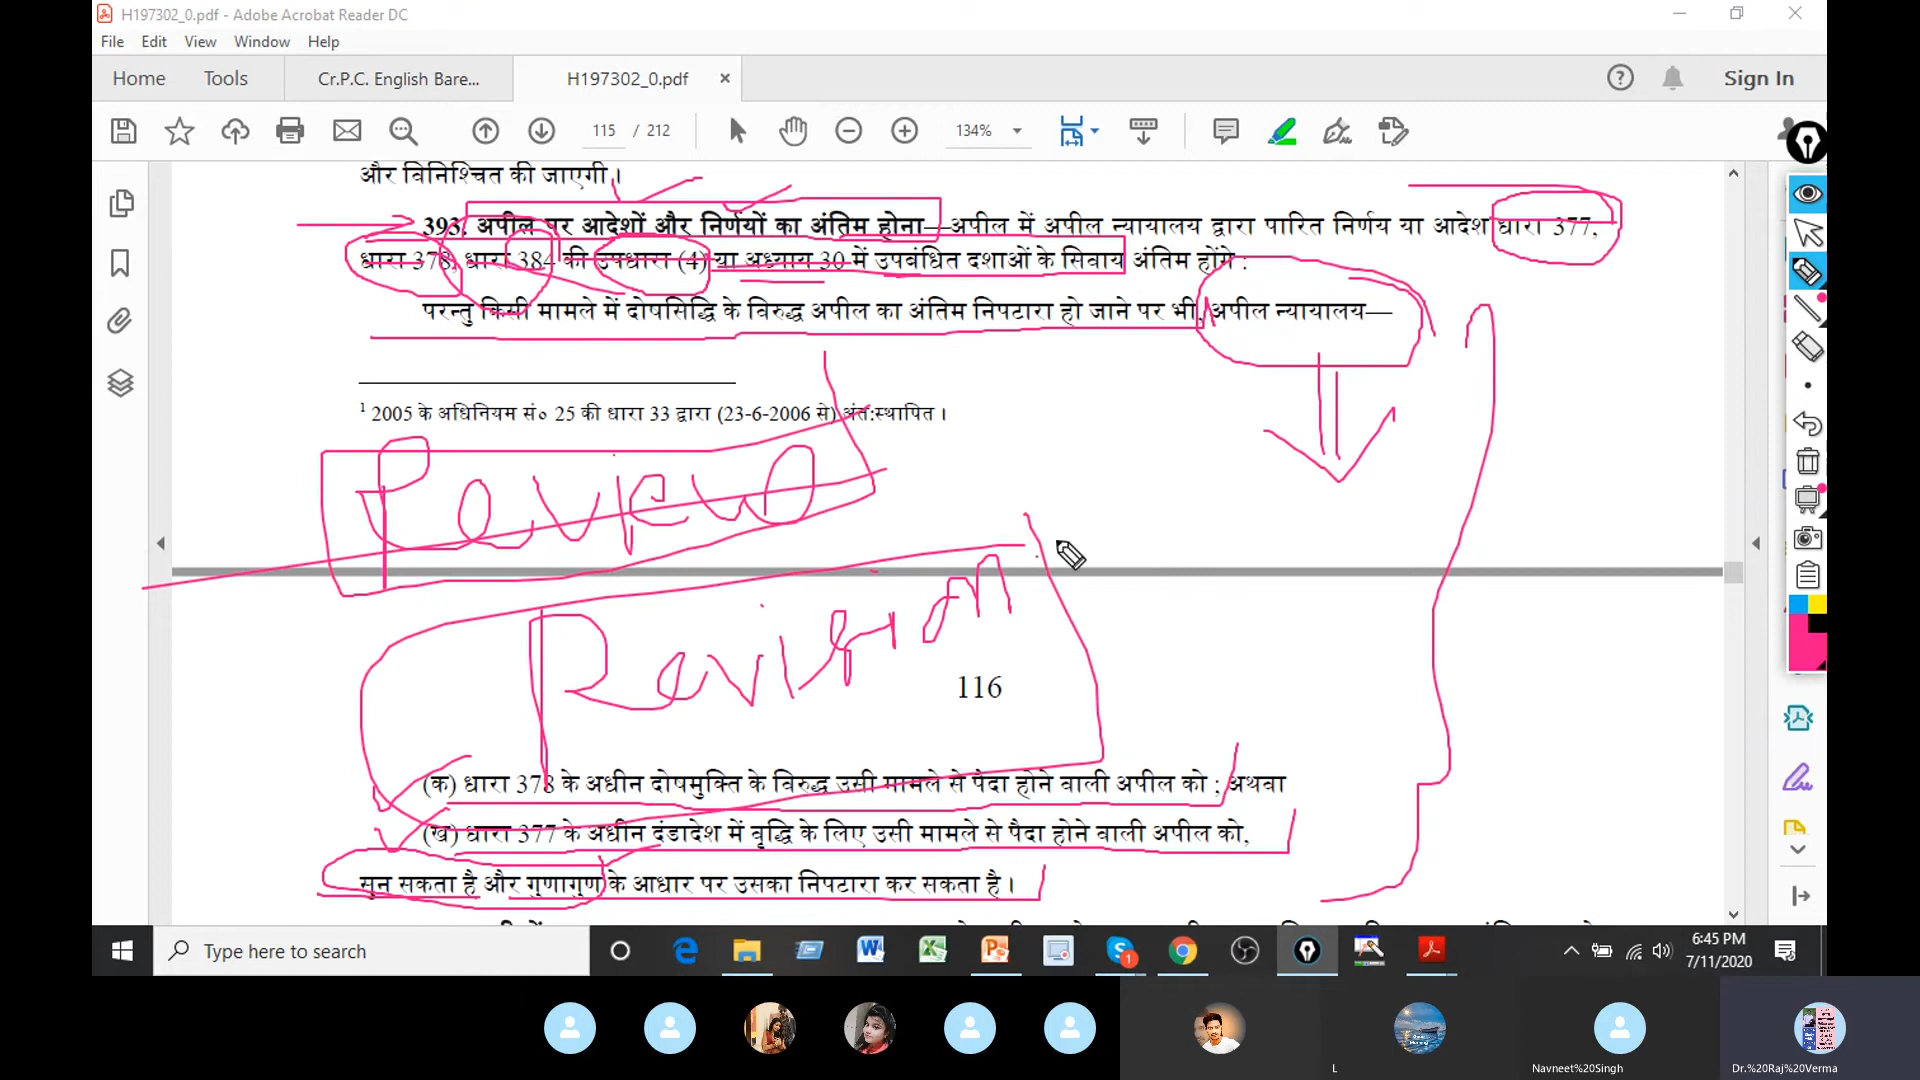 H197302_0.pdf - Adobe Acrobat Reader DC
File Edit View Window Help
Home Tools Cr.P.C. English Bare... H197302_0.pdf Sign In
115 / 212 134%
और विनिश्चित की जाएगी ।
393. अपील पर आदेशों और निर्णयों का अंतिम होना—अपील में अपील न्यायालय द्वारा पारित निर्णय या आदेश धारा 377,
धारा 378, धारा 384 की उपधारा (4) या अध्याय 30 में उपबंधित दशाओं के सिवाय अंतिम होंगे :
परन्तु किसी मामले में दोषसिद्धि के विरुद्ध अपील का अंतिम निपटारा हो जाने पर भी, अपील न्यायालय—
1 2005 के अधिनियम सं० 25 की धारा 33 द्वारा (23-6-2006 से) अंत:स्थापित ।
Review
Revision
116
(क) धारा 378 के अधीन दोषमुक्ति के विरुद्ध उसी मामले से पैदा होने वाली अपील को ; अथवा
(ख) धारा 377 के अधीन दंडादेश में वृद्धि के लिए उसी मामले से पैदा होने वाली अपील को,
सुन सकता है और गुणागुण के आधार पर उसका निपटारा कर सकता है ।
Type here to search
6:45 PM
7/11/2020
L Navneet%20Singh Dr.%20Raj%20Verma